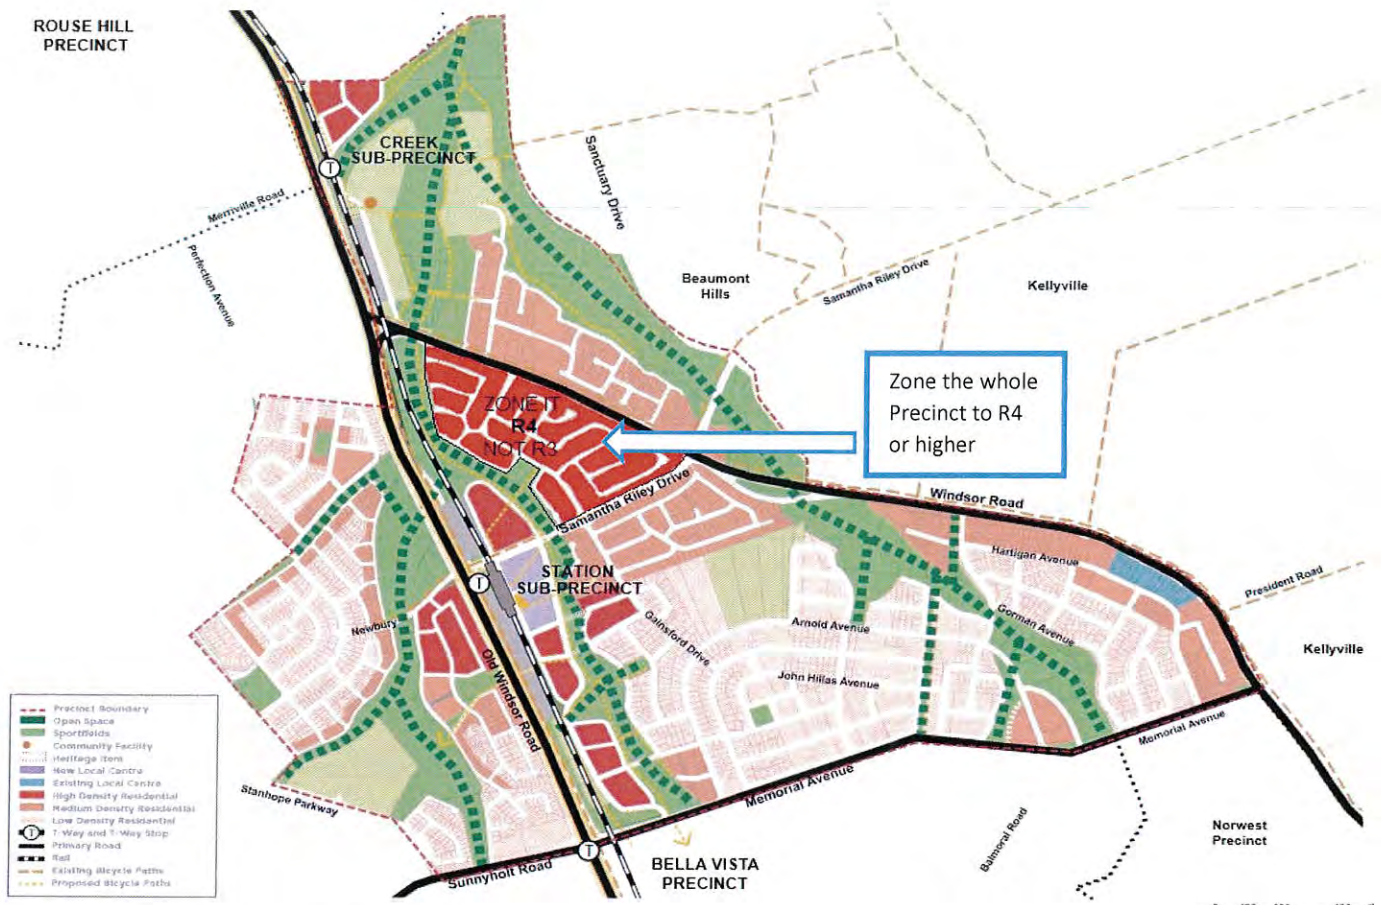 ROUSE HILL
PRECINCT
CREEK
SUB-PRECINCT
Merriville Road
Perfection Avenue
Sanctuary Drive
Beaumont
Hills
Samantha Riley Drive
Kellyville
ZONE IT
R4
NOT R3
Zone the whole
Precinct to R4
or higher
Samantha Riley Drive
Windsor Road
Hartigan Avenue
President Road
STATION
SUB-PRECINCT
Newbury
Old Windsor Road
Gainsford Drive
Arnold Avenue
Gorman Avenue
John Hillas Avenue
Kellyville
Memorial Avenue
Memorial Avenue
Stanhope Parkway
Sunnyholt Road
BELLA VISTA
PRECINCT
Balmoral Road
Norwest
Precinct
T
T
T
Precinct Boundary
Open Space
Sportfields
Community Facility
Heritage Item
New Local Centre
Existing Local Centre
High Density Residential
Medium Density Residential
Low Density Residential
T T-Way and T-Way Stop
Primary Road
Rail
Existing Bicycle Paths
Proposed Bicycle Paths